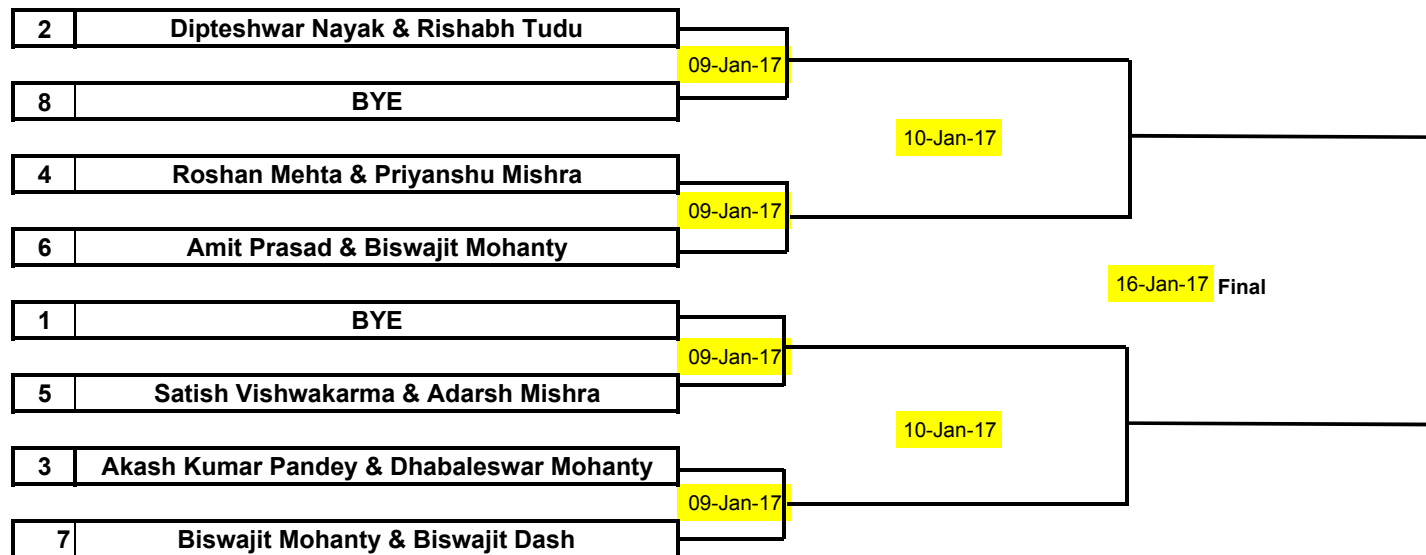 2 Dipteshwar Nayak & Rishabh Tudu
09-Jan-17
8 BYE
10-Jan-17
4 Roshan Mehta & Priyanshu Mishra
09-Jan-17
6 Amit Prasad & Biswajit Mohanty
16-Jan-17 Final
1 BYE
09-Jan-17
5 Satish Vishwakarma & Adarsh Mishra
10-Jan-17
3 Akash Kumar Pandey & Dhabaleswar Mohanty
09-Jan-17
7 Biswajit Mohanty & Biswajit Dash